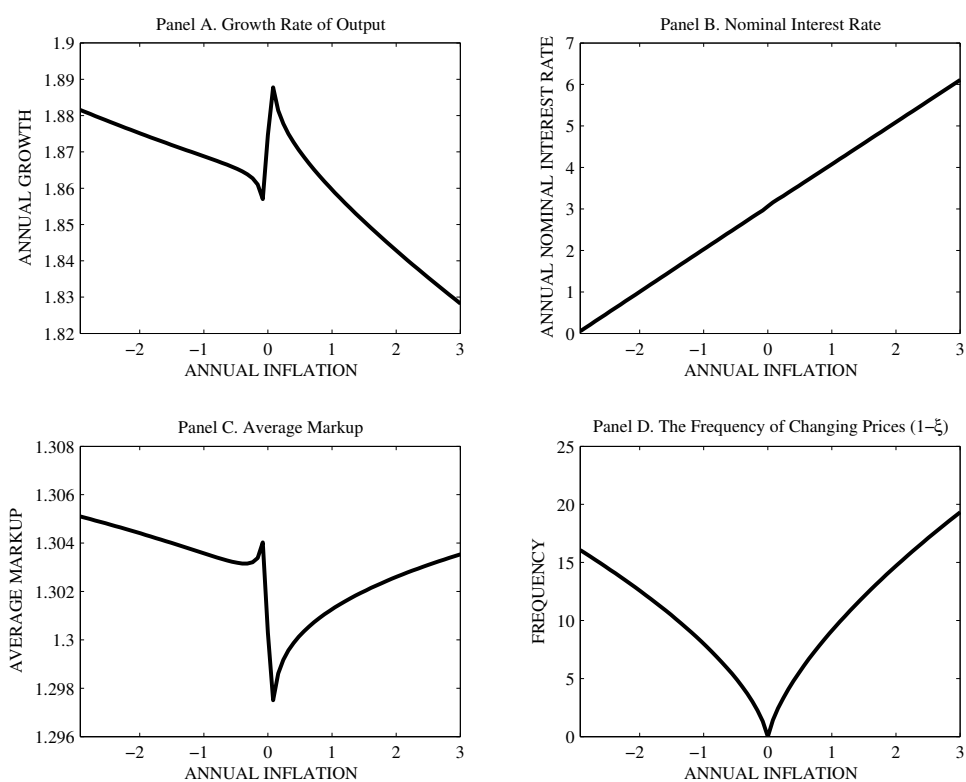 Panel A. Growth Rate of Output
1.9
1.89
1.88
1.87
1.86
1.85
1.84
1.83
1.82
ANNUAL GROWTH
−2 −1 0 1 2 3
ANNUAL INFLATION
Panel B. Nominal Interest Rate
7
6
5
4
3
2
1
0
ANNUAL NOMINAL INTEREST RATE
−2 −1 0 1 2 3
ANNUAL INFLATION
Panel C. Average Markup
1.308
1.306
1.304
1.302
1.3
1.298
1.296
AVERAGE MARKUP
−2 −1 0 1 2 3
ANNUAL INFLATION
Panel D. The Frequency of Changing Prices (1−ξ)
25
20
15
10
5
0
FREQUENCY
−2 −1 0 1 2 3
ANNUAL INFLATION